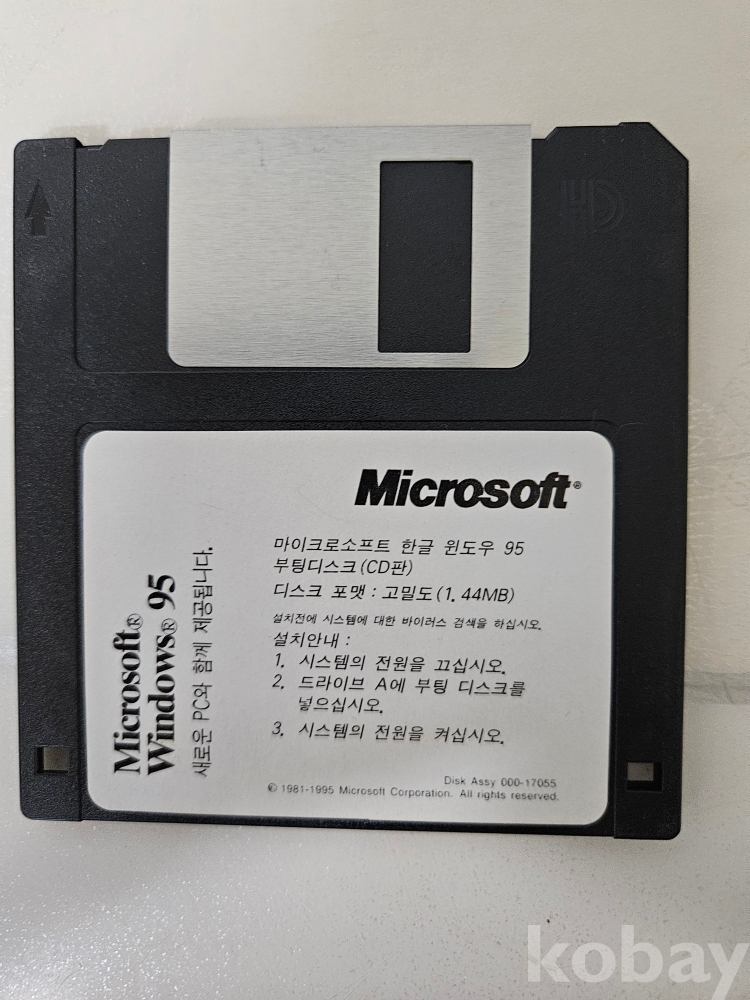 HD
Microsoft®
마이크로소프트 한글 윈도우 95
부팅디스크(CD판)
디스크 포맷 : 고밀도(1.44MB)
설치전에 시스템에 대한 바이러스 검색을 하십시오.
설치안내 :
1. 시스템의 전원을 끄십시오.
2. 드라이브 A에 부팅 디스크를
넣으십시오.
3. 시스템의 전원을 켜십시오.
Disk Assy 000-17055
© 1981-1995 Microsoft Corporation. All rights reserved.
Microsoft®
Windows® 95
새로운 PC와 함께 제공됩니다.
kobay